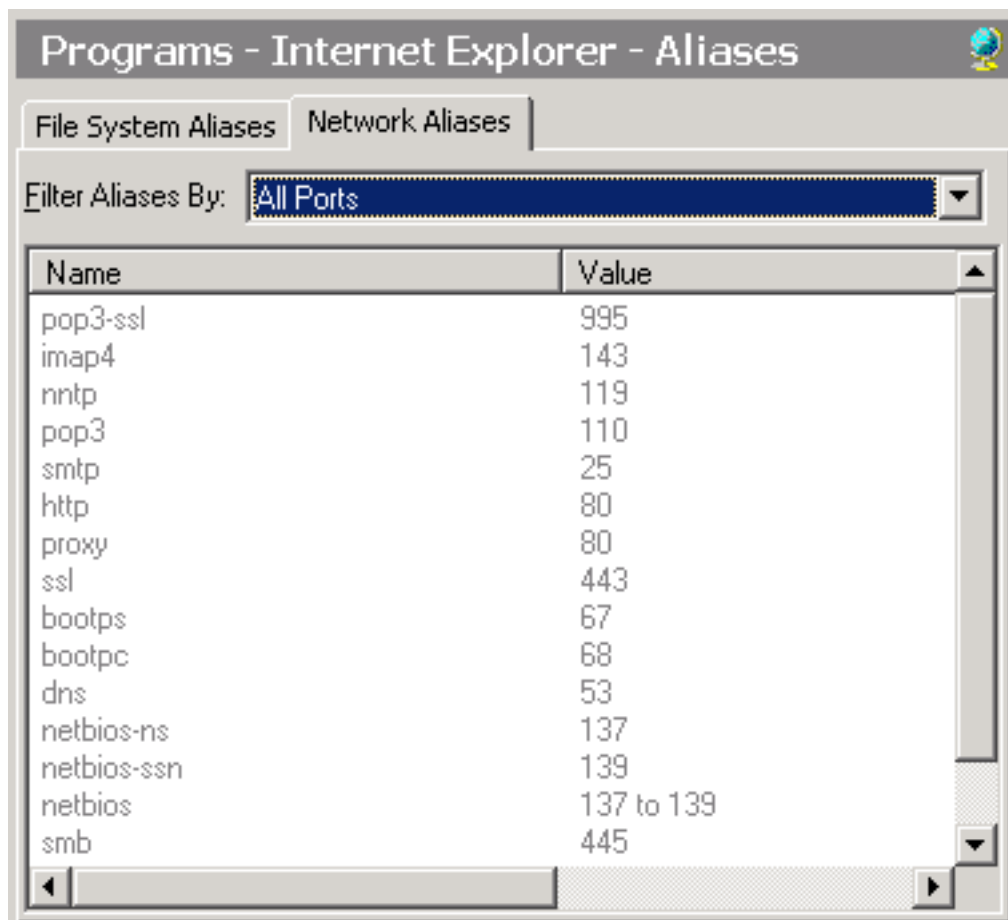 Programs - Internet Explorer - Aliases
File System Aliases Network Aliases
Filter Aliases By: All Ports
Name Value
pop3-ssl 995
imap4 143
nntp 119
pop3 110
smtp 25
http 80
proxy 80
ssl 443
bootps 67
bootpc 68
dns 53
netbios-ns 137
netbios-ssn 139
netbios 137 to 139
smb 445